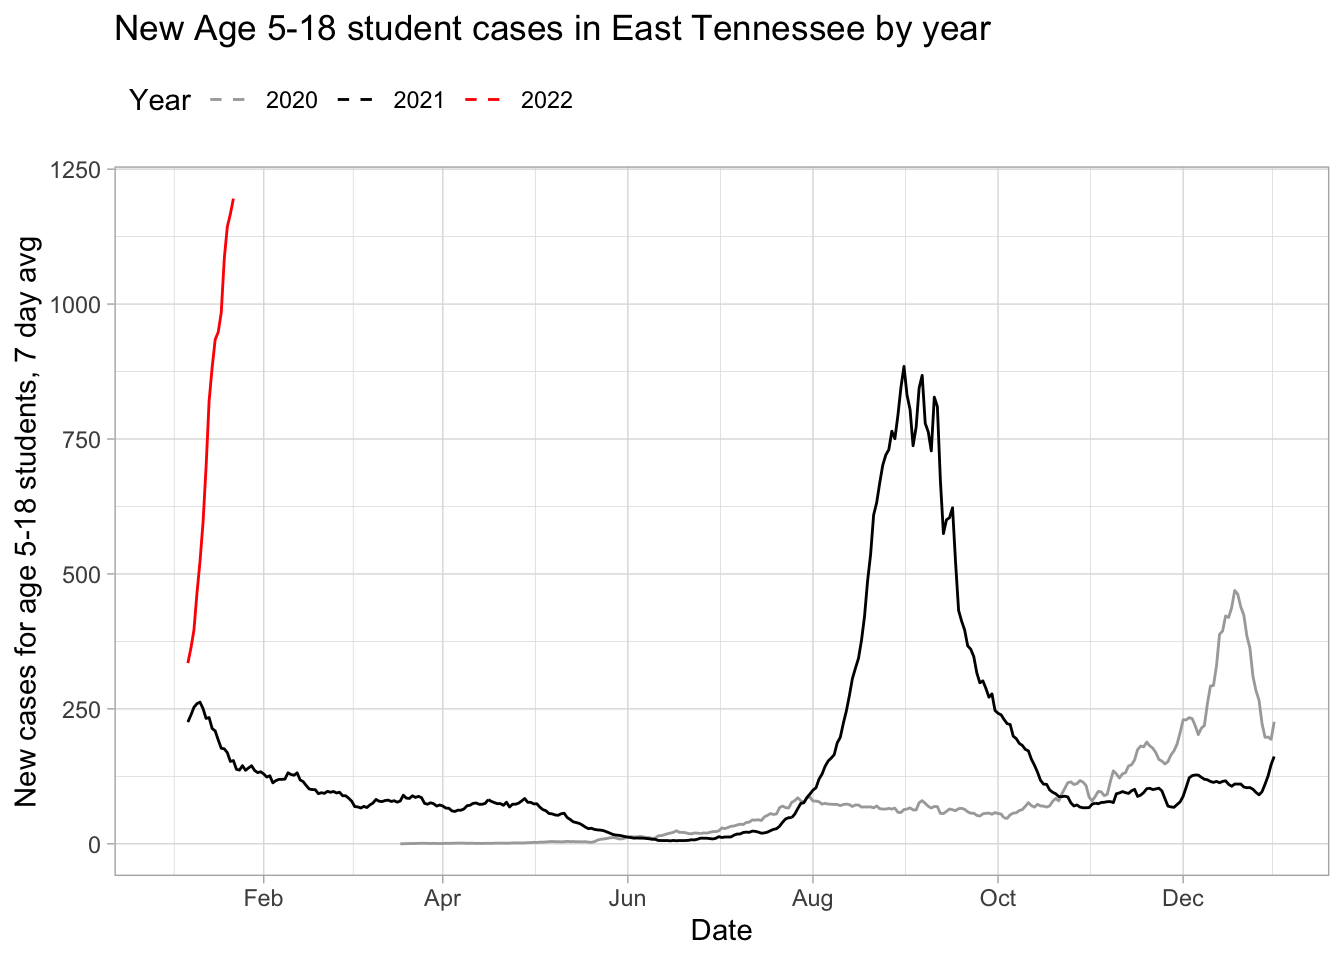 New Age 5-18 student cases in East Tennessee by year
Year 2020 2021 2022
New cases for age 5-18 students, 7 day avg
1250
1000
750
500
250
0
Feb Apr Jun Aug Oct Dec
Date